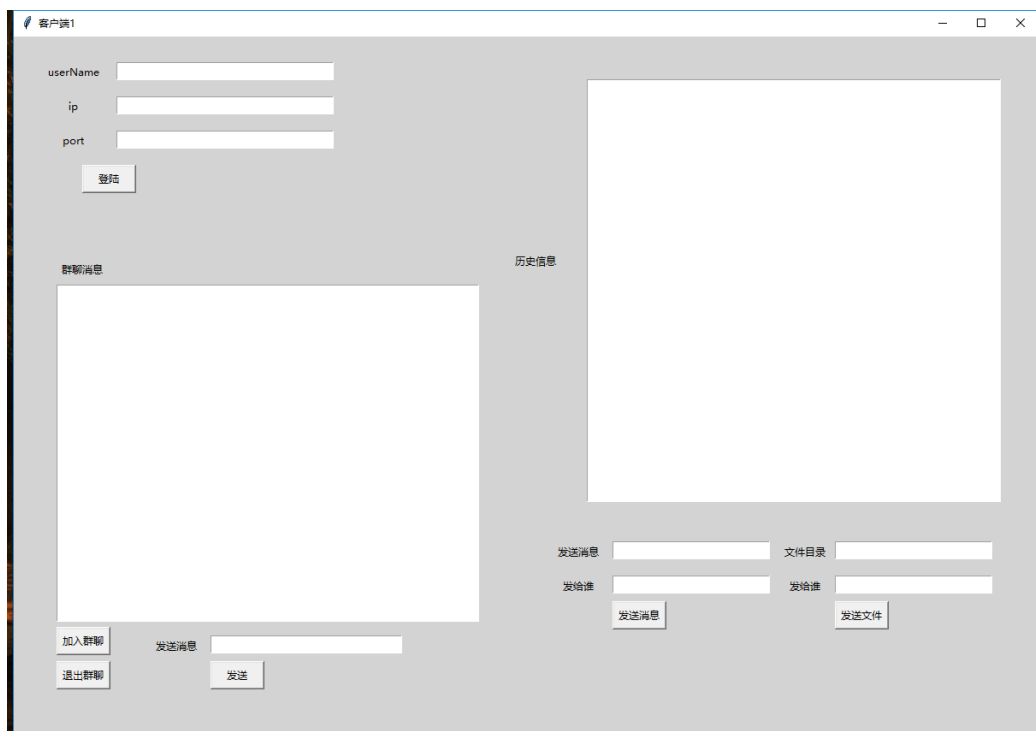 客户端1
userName
ip
port
登陆
群聊消息
历史信息
发送消息 文件目录
发给谁 发给谁
发送消息 发送文件
加入群聊 发送消息
退出群聊 发送